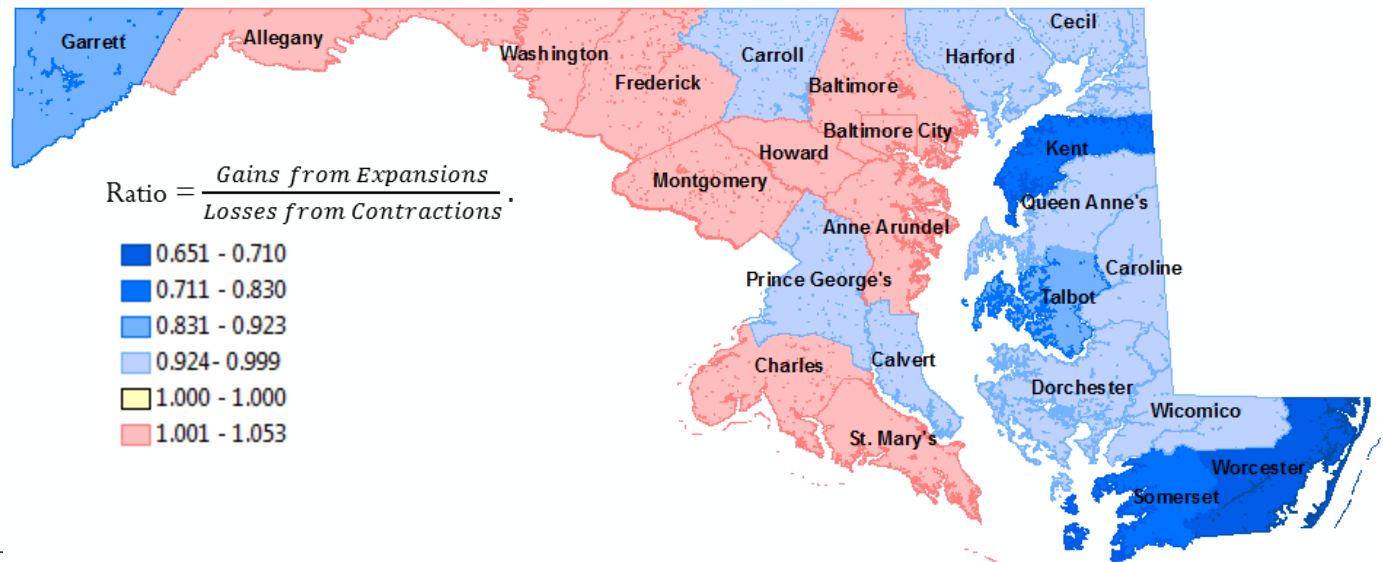 Cecil
Garrett
Allegany
Washington
Carroll
Harford
Frederick
Baltimore
Baltimore City
Kent
Howard
Montgomery
Ratio = Gains from Expansions
Losses from Contractions.
Queen Anne's
Anne Arundel
0.651 - 0.710
0.711 - 0.830
0.831 - 0.923
0.924- 0.999
1.000 - 1.000
1.001 - 1.053
Caroline
Prince George's
Talbot
Charles
Calvert
Dorchester
Wicomico
St. Mary's
Worcester
Somerset